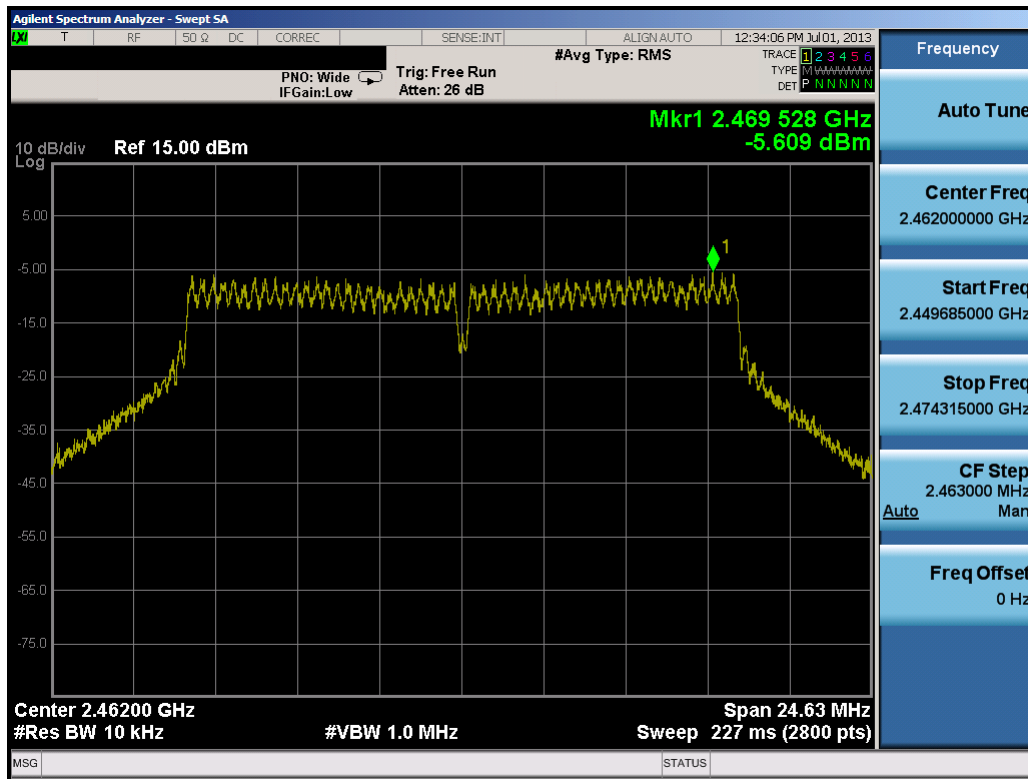 Agilent Spectrum Analyzer - Swept SA
LXI T RF 50 Ω DC CORREC SENSE:INT ALIGN AUTO 12:34:06 PM Jul 01, 2013
#Avg Type: RMS
TRACE 1 2 3 4 5 6
TYPE M W W W W W
DET P N N N N N
PNO: Wide
IFGain:Low
Trig: Free Run
Atten: 26 dB
Mkr1 2.469 528 GHz
-5.609 dBm
10 dB/div Ref 15.00 dBm
Log
5.00
-5.00
-15.0
-25.0
-35.0
-45.0
-55.0
-65.0
-75.0
1
Center 2.46200 GHz
Span 24.63 MHz
#Res BW 10 kHz
#VBW 1.0 MHz
Sweep 227 ms (2800 pts)
MSG
STATUS
Frequency
Auto Tune
Center Freq
2.462000000 GHz
Start Freq
2.449685000 GHz
Stop Freq
2.474315000 GHz
CF Step
2.463000 MHz
Auto Man
Freq Offset
0 Hz